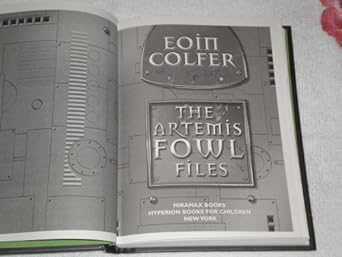 EOIN
COLFER
THE
ARTEMIS
FOWL
FILES
MIRAMAX BOOKS
HYPERION BOOKS FOR CHILDREN
NEW YORK